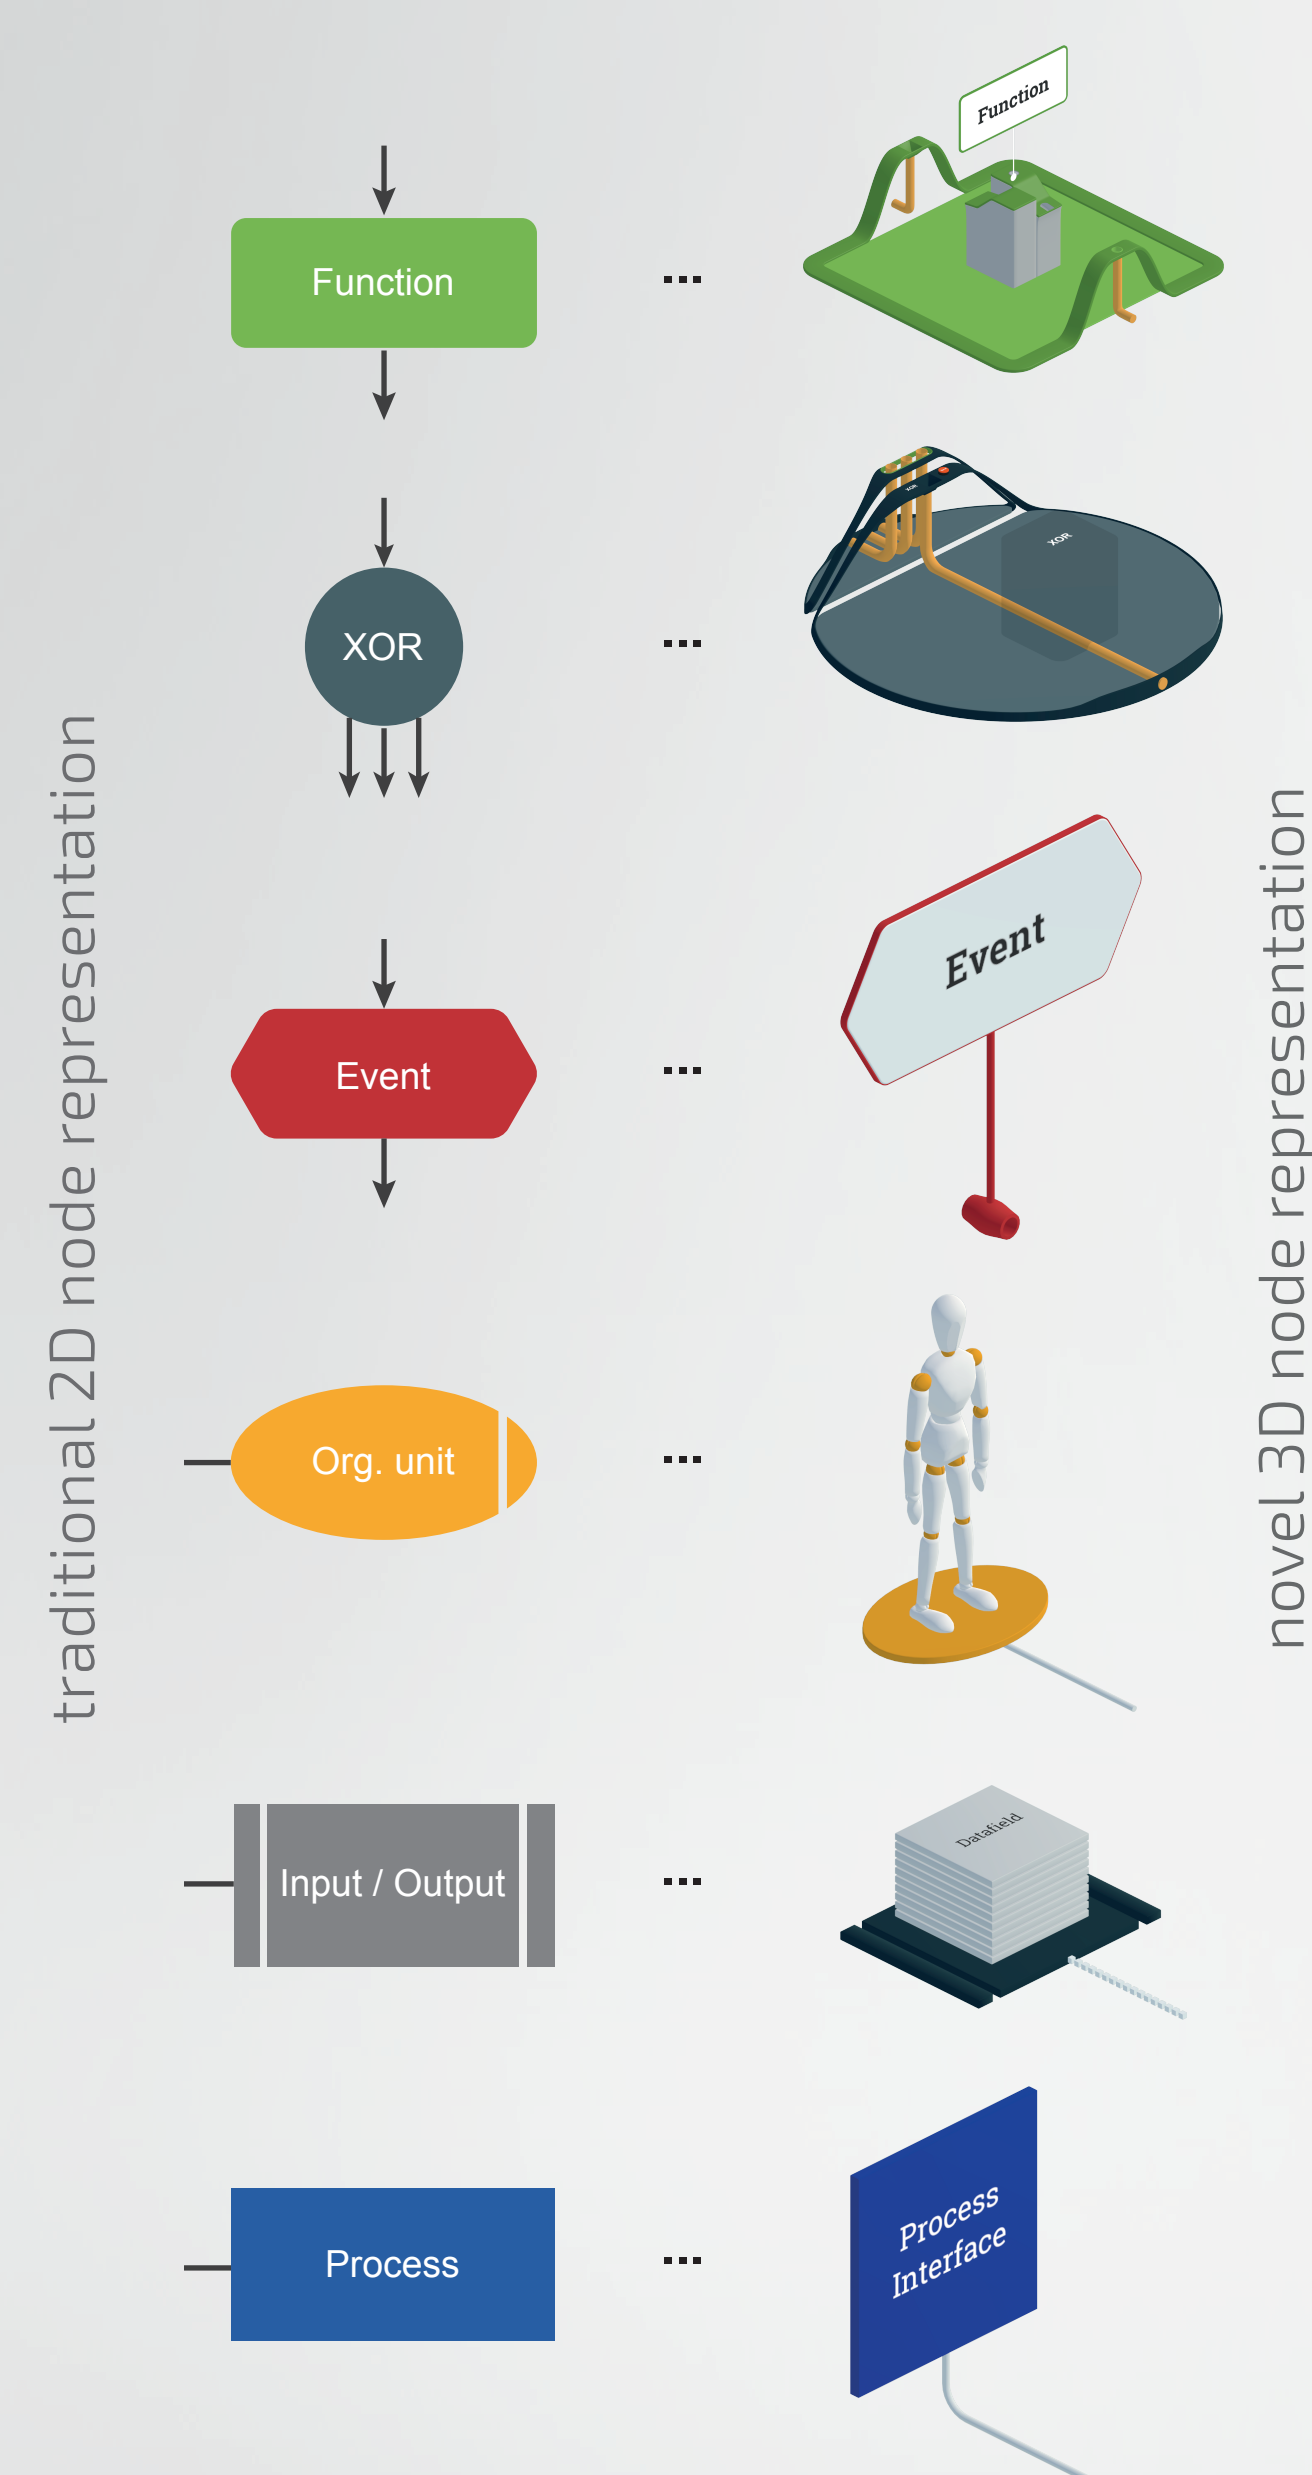 traditional 2D node representation
novel 3D node representation
Function
Function
XOR
XOR
XOR
Event
Event
Org. unit
Input / Output
Datafield
Process
Process
Interface